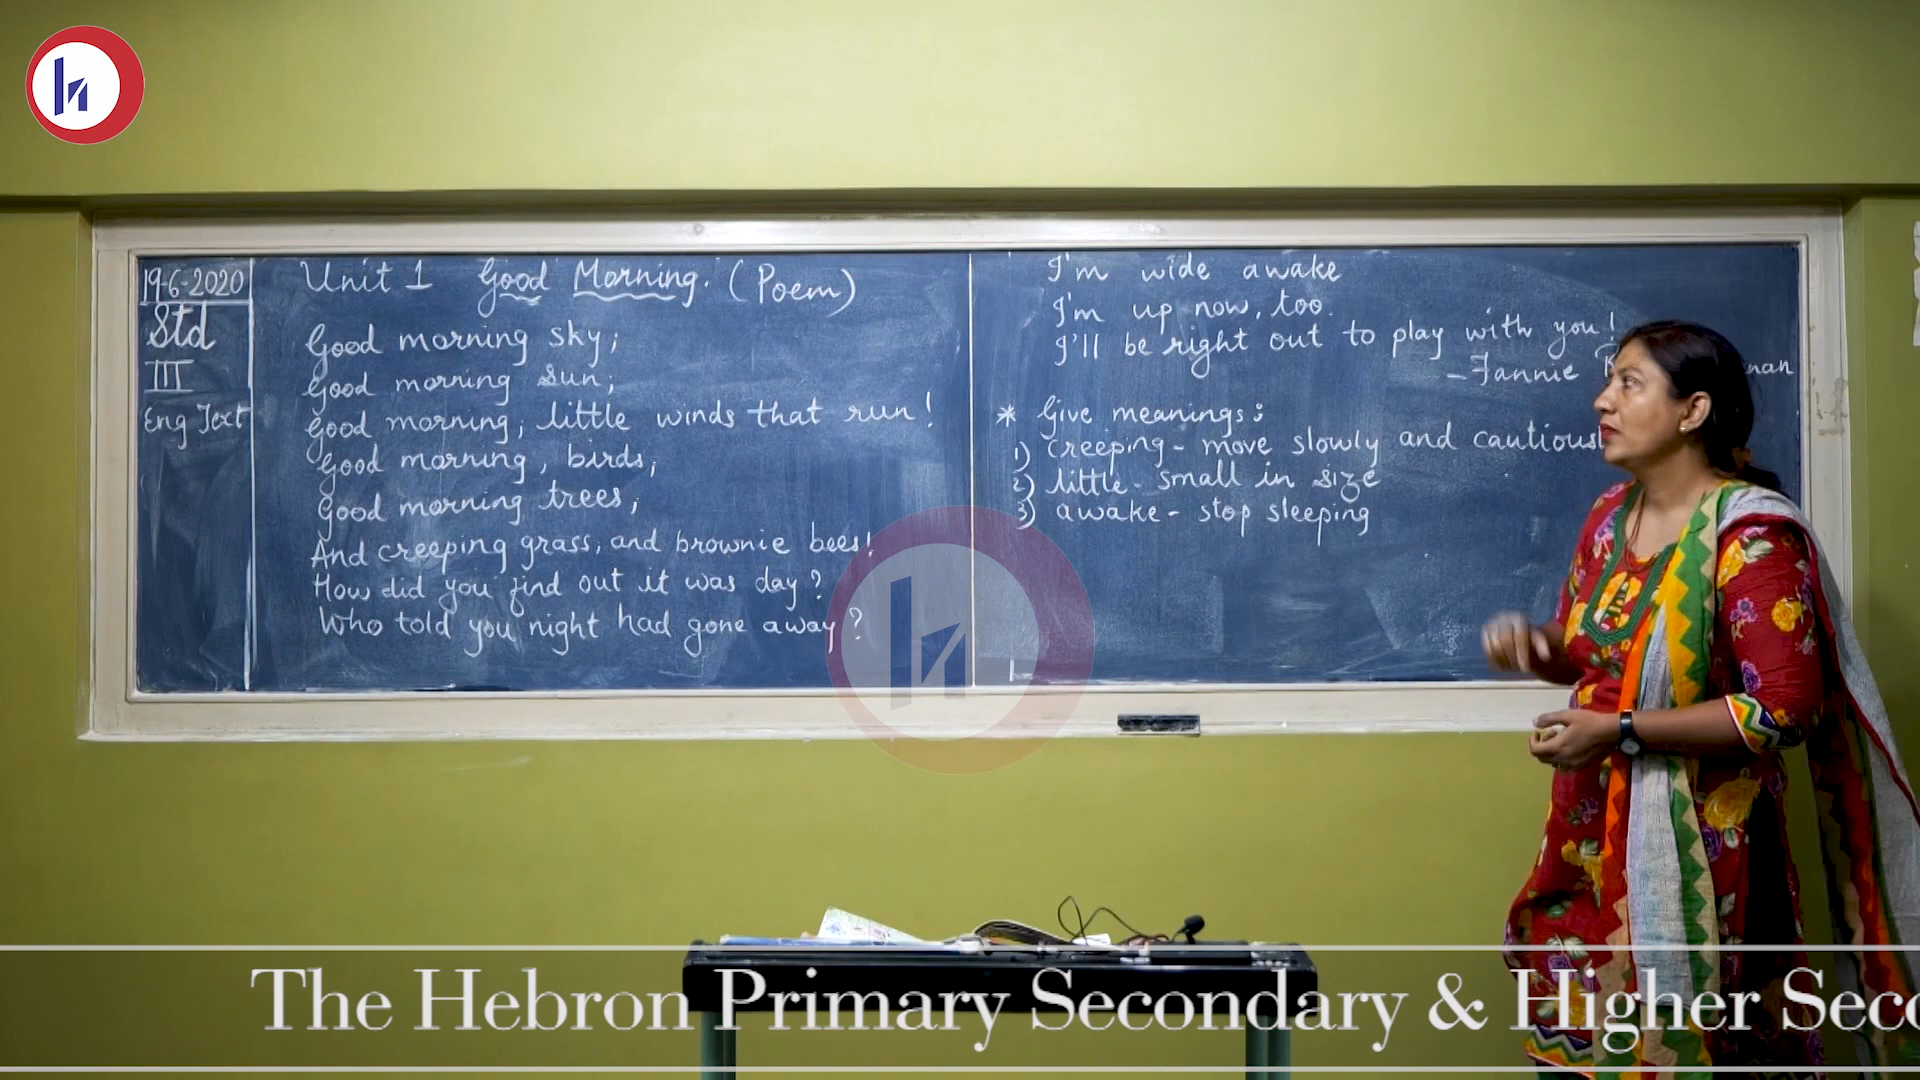 19-6-2020
Std
III
Eng Text
Unit 1 Good Morning. (Poem)
Good morning sky;
Good morning sun;
Good morning, little winds that run!
Good morning, birds;
Good morning trees;
And creeping grass, and brownie bees!
How did you find out it was day?
Who told you night had gone away?
I'm wide awake
I'm up now, too.
I'll be right out to play with you!
- Fannie
* Give meanings:
1) creeping - move slowly and
2) little - small in size
3) awake - stop sleeping
The Hebron Primary Secondary & Higher